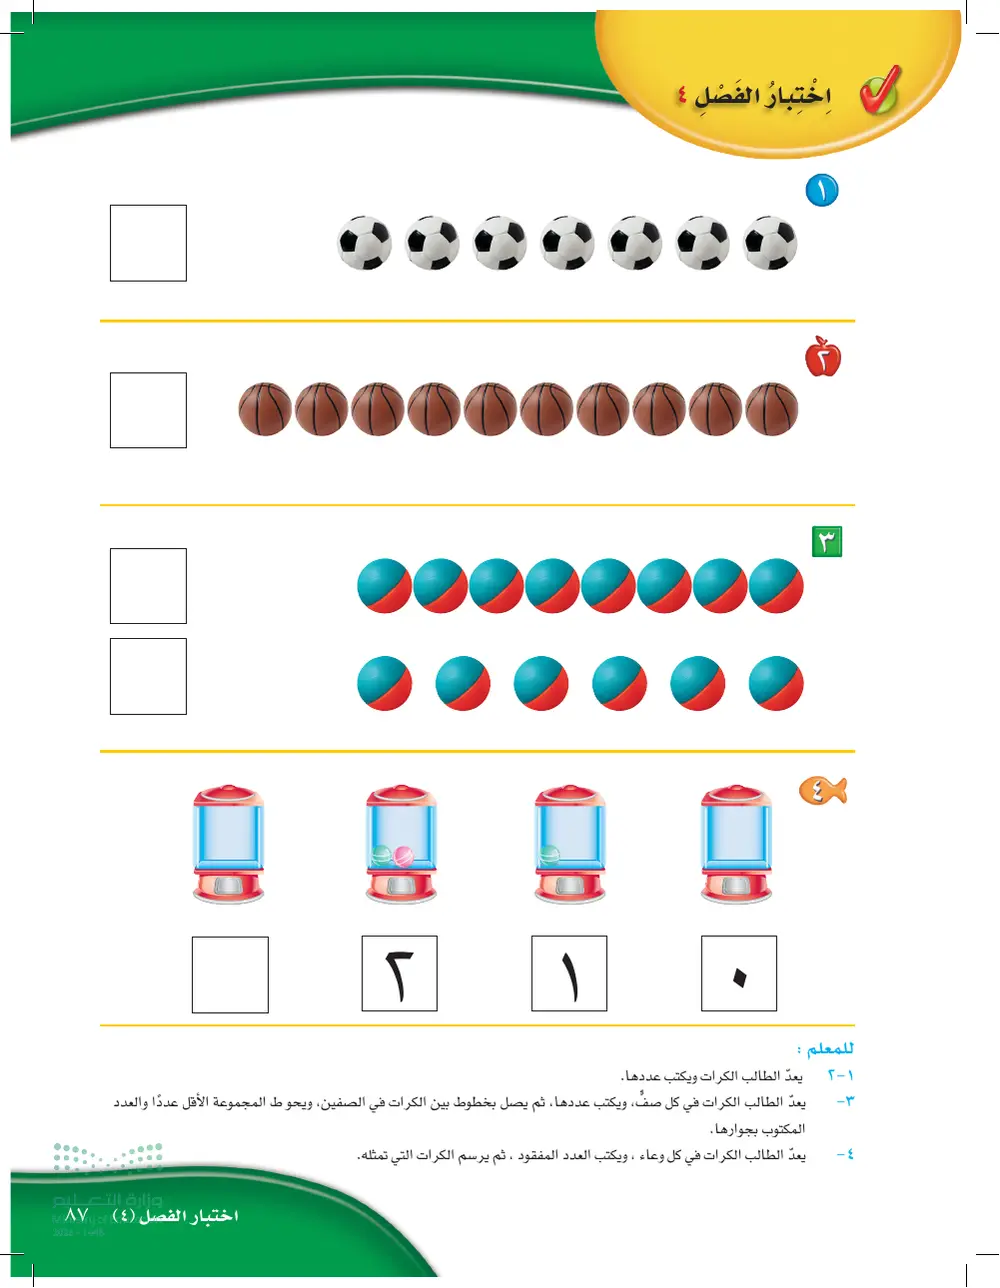 اِخْتِبارُ الفَصْلِ ٤
١
٢
٣
٤
٠ ١ ٢
للمعلم :
١-٢ يعدّ الطالب الكرات ويكتب عددها.
٣- يعدّ الطالب الكرات في كل صفٍّ، ويكتب عددها، ثم يصل بخطوط بين الكرات في الصفين، ويحوط المجموعة الأقل عددًا والعدد
المكتوب بجوارها.
٤- يعدّ الطالب الكرات في كل وعاء ، ويكتب العدد المفقود ، ثم يرسم الكرات التي تمثله.
وزارة التعليم
اختبار الفصل (٤) ٨٧
Ministry of